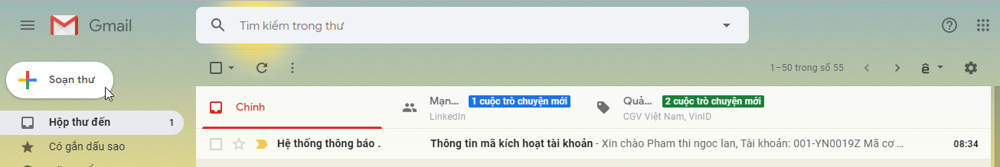 Gmail
Tìm kiếm trong thư
Soạn thư
1–50 trong số 55
ê
Chính
Mạn... 1 cuộc trò chuyện mới
LinkedIn
Quả... 2 cuộc trò chuyện mới
CGV Việt Nam, VinID
Hộp thư đến 1
Hệ thống thông báo . Thông tin mã kích hoạt tài khoản - Xin chào Pham thi ngoc lan, Tài khoản: 001-YN0019Z Mã cơ ... 08:34
Có gắn dấu sao